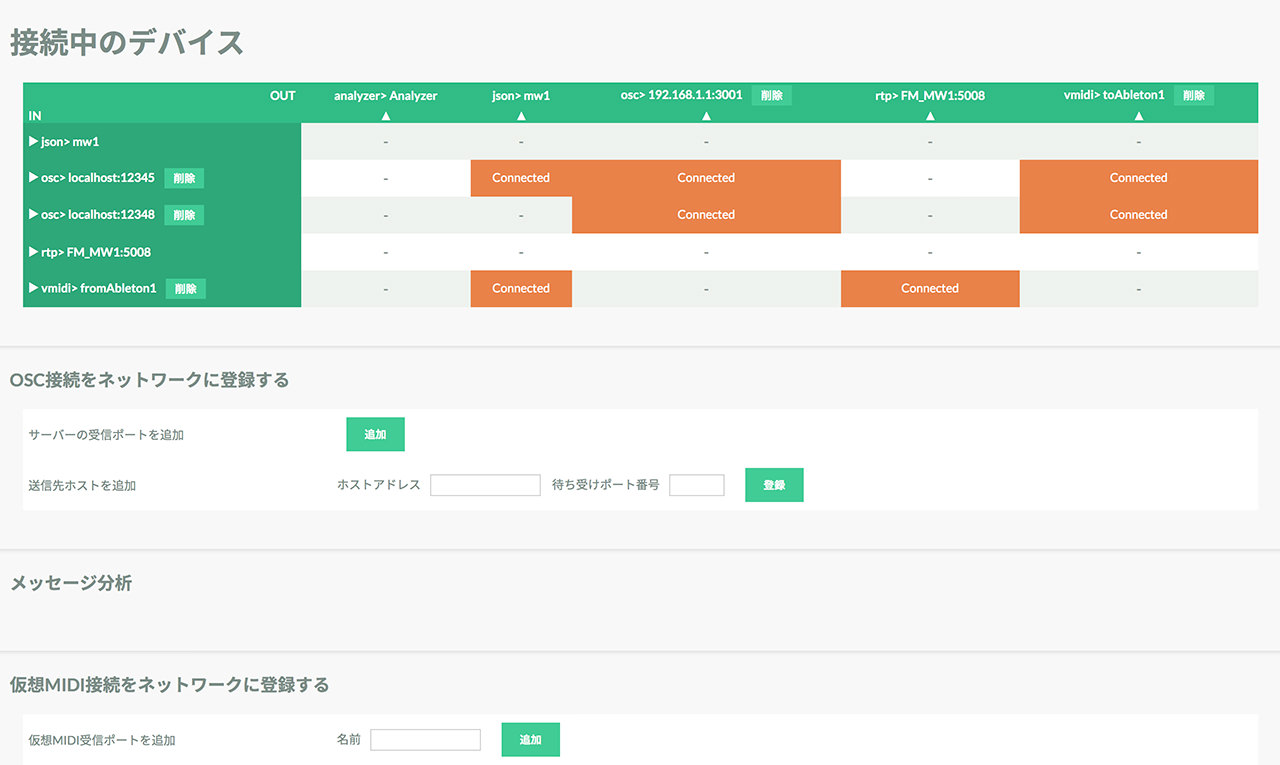 接続中のデバイス
OUT analyzer> Analyzer json> mw1 osc> 192.168.1.1:3001 削除 rtp> FM_MW1:5008 vmidi> toAbleton1 削除
IN ▲ ▲ ▲ ▲ ▲
▶ json> mw1 - - - - -
▶ osc> localhost:12345 削除 - Connected Connected - Connected
▶ osc> localhost:12348 削除 - - Connected - Connected
▶ rtp> FM_MW1:5008 - - - - -
▶ vmidi> fromAbleton1 削除 - Connected - Connected -
OSC接続をネットワークに登録する
サーバーの受信ポートを追加 追加
送信先ホストを追加 ホストアドレス 待ち受けポート番号 登録
メッセージ分析
仮想MIDI接続をネットワークに登録する
仮想MIDI受信ポートを追加 名前 追加